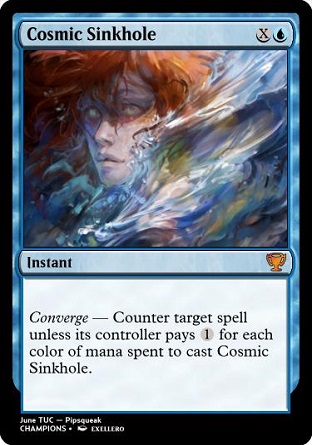 Cosmic Sinkhole X
Instant
Converge — Counter target spell
unless its controller pays 1 for each
color of mana spent to cast Cosmic
Sinkhole.
June TUC — Pipsqueak
CHAMPIONS • EXELLERO